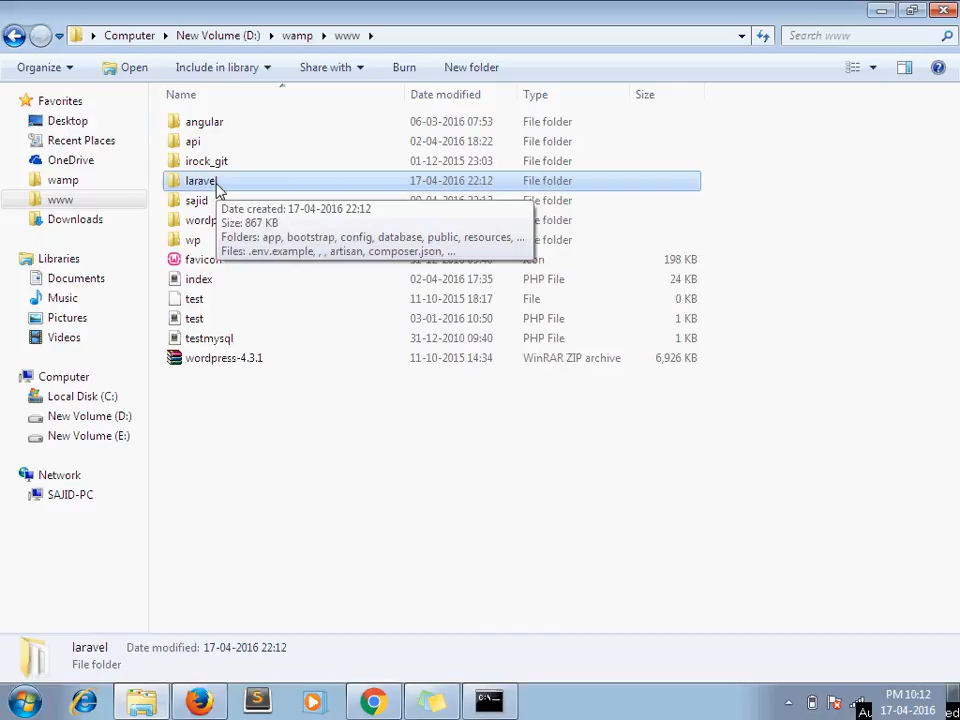 Computer
New Volume (D:)
wamp
www
Search www
Organize
Open
Include in library
Share with
Burn
New folder
Name
Date modified
Type
Size
Favorites
Desktop
Recent Places
OneDrive
wamp
www
Downloads
Libraries
Documents
Music
Pictures
Videos
Computer
Local Disk (C:)
New Volume (D:)
New Volume (E:)
Network
SAJID-PC
angular 06-03-2016 07:53 File folder
api 02-04-2016 18:22 File folder
irock_git 01-12-2015 23:03 File folder
laravel 17-04-2016 22:12 File folder
sajid File folder
Date created: 17-04-2016 22:12
Size: 867 KB
Folders: app, bootstrap, config, database, public, resources, ...
Files: .env.example, , , artisan, composer.json, ...
File folder
wp File folder
198 KB
index 02-04-2016 17:35 PHP File 24 KB
test 11-10-2015 18:17 File 0 KB
test 03-01-2016 10:50 PHP File 1 KB
testmysql 31-12-2010 09:40 PHP File 1 KB
wordpress-4.3.1 11-10-2015 14:34 WinRAR ZIP archive 6,926 KB
laravel Date modified: 17-04-2016 22:12
File folder
PM 10:12
17-04-2016